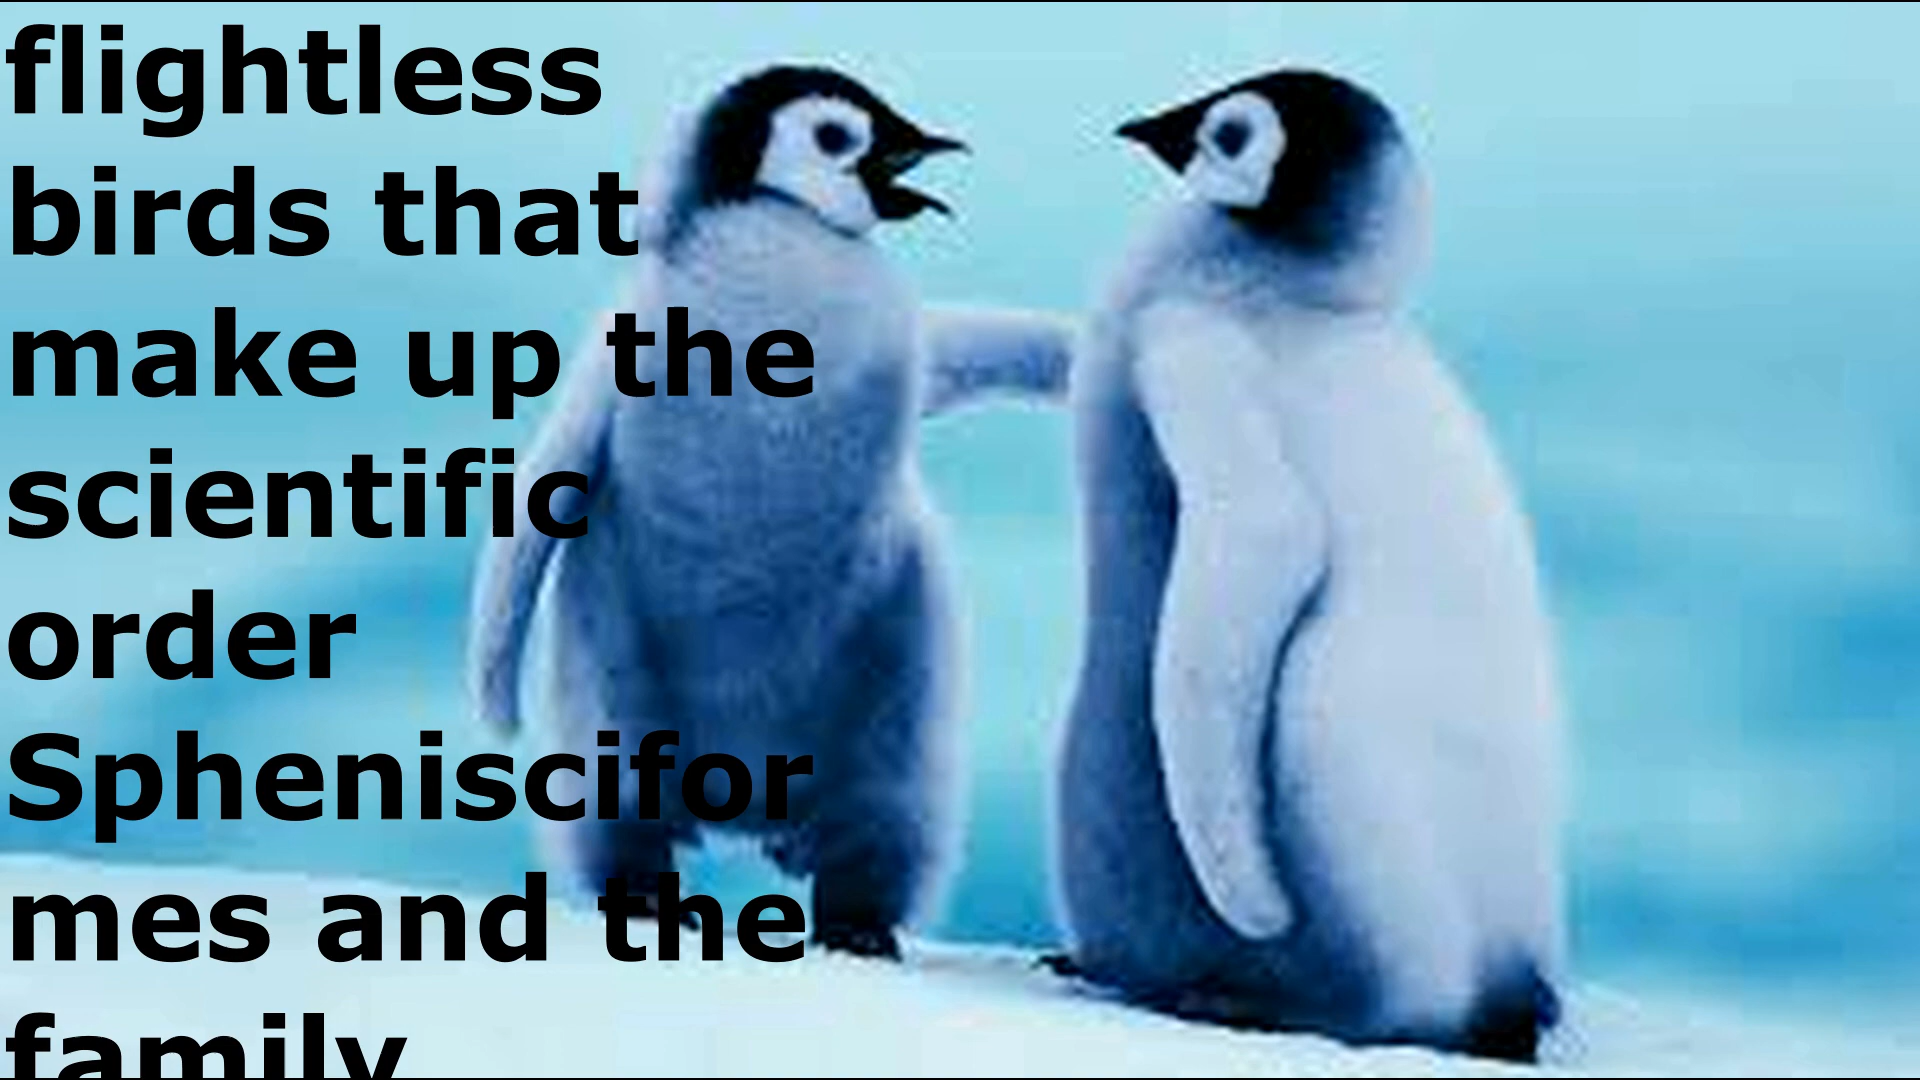 flightless
birds that
make up the
scientific
order
Spheniscifor
mes and the
family